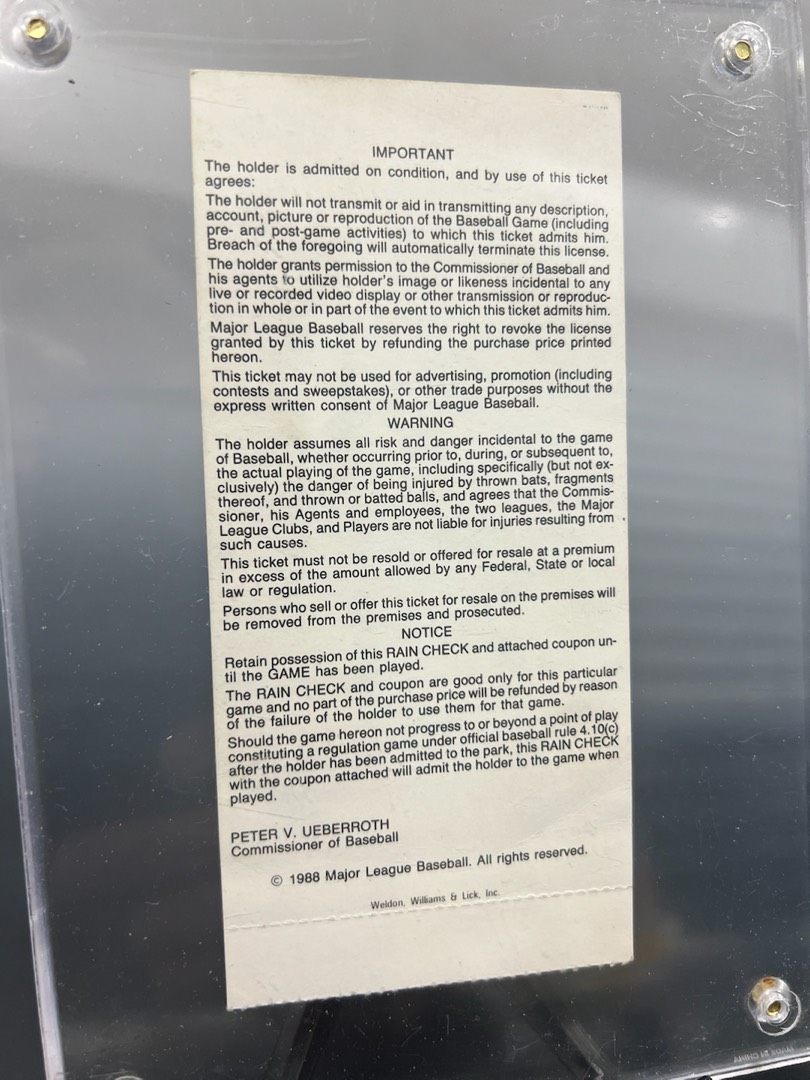 IMPORTANT
The holder is admitted on condition, and by use of this ticket
agrees:
The holder will not transmit or aid in transmitting any description,
account, picture or reproduction of the Baseball Game (including
pre- and post-game activities) to which this ticket admits him.
Breach of the foregoing will automatically terminate this license.
The holder grants permission to the Commissioner of Baseball and
his agents to utilize holder's image or likeness incidental to any
live or recorded video display or other transmission or reproduc-
tion in whole or in part of the event to which this ticket admits him.
Major League Baseball reserves the right to revoke the license
granted by this ticket by refunding the purchase price printed
hereon.
This ticket may not be used for advertising, promotion (including
contests and sweepstakes), or other trade purposes without the
express written consent of Major League Baseball.
WARNING
The holder assumes all risk and danger incidental to the game
of Baseball, whether occurring prior to, during, or subsequent to,
the actual playing of the game, including specifically (but not ex-
clusively) the danger of being injured by thrown bats, fragments
thereof, and thrown or batted balls, and agrees that the Commis-
sioner, his Agents and employees, the two leagues, the Major
League Clubs, and Players are not liable for injuries resulting from
such causes.
This ticket must not be resold or offered for resale at a premium
in excess of the amount allowed by any Federal, State or local
law or regulation.
Persons who sell or offer this ticket for resale on the premises will
be removed from the premises and prosecuted.
NOTICE
Retain possession of this RAIN CHECK and attached coupon un-
til the GAME has been played.
The RAIN CHECK and coupon are good only for this particular
game and no part of the purchase price will be refunded by reason
of the failure of the holder to use them for that game.
Should the game hereon not progress to or beyond a point of play
constituting a regulation game under official baseball rule 4.10(c)
after the holder has been admitted to the park, this RAIN CHECK
with the coupon attached will admit the holder to the game when
played.
PETER V. UEBERROTH
Commissioner of Baseball
© 1988 Major League Baseball. All rights reserved.
Weldon, Williams & Lick, Inc.
MADE IN CHINA